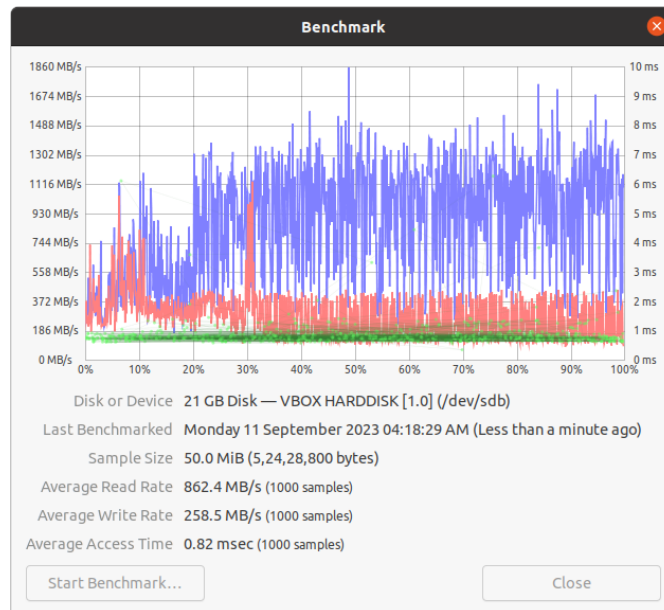 Benchmark
1860 MB/s 10 ms
1674 MB/s 9 ms
1488 MB/s 8 ms
1302 MB/s 7 ms
1116 MB/s 6 ms
930 MB/s 5 ms
744 MB/s 4 ms
558 MB/s 3 ms
372 MB/s 2 ms
186 MB/s 1 ms
0 MB/s 0 ms
0% 10% 20% 30% 40% 50% 60% 70% 80% 90% 100%
Disk or Device 21 GB Disk — VBOX HARDDISK [1.0] (/dev/sdb)
Last Benchmarked Monday 11 September 2023 04:18:29 AM (Less than a minute ago)
Sample Size 50.0 MiB (5,24,28,800 bytes)
Average Read Rate 862.4 MB/s (1000 samples)
Average Write Rate 258.5 MB/s (1000 samples)
Average Access Time 0.82 msec (1000 samples)
Start Benchmark… Close